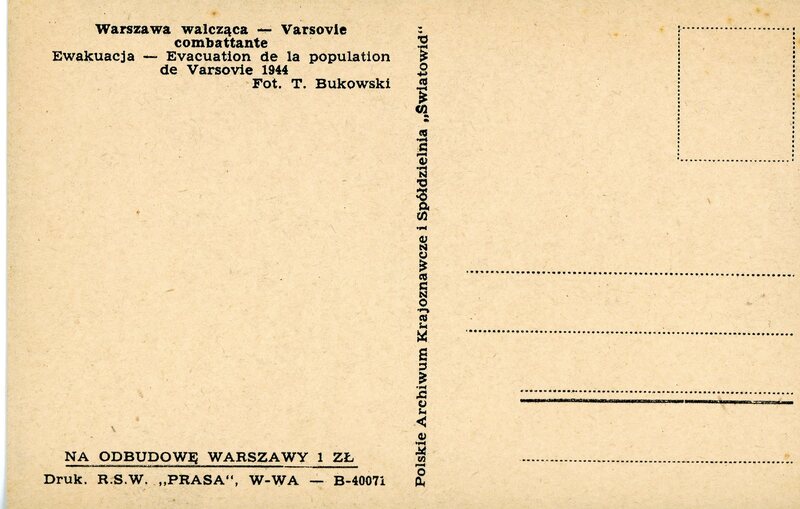 Warszawa walcząca — Varsovie
combattante
Ewakuacja — Evacuation de la population
de Varsovie 1944
Fot. T. Bukowski
NA ODBUDOWĘ WARSZAWY 1 ZŁ
Druk. R.S.W. „PRASA“, W-WA — B-40071
Polskie Archiwum Krajoznawcze i Spółdzielnia „Światowid“